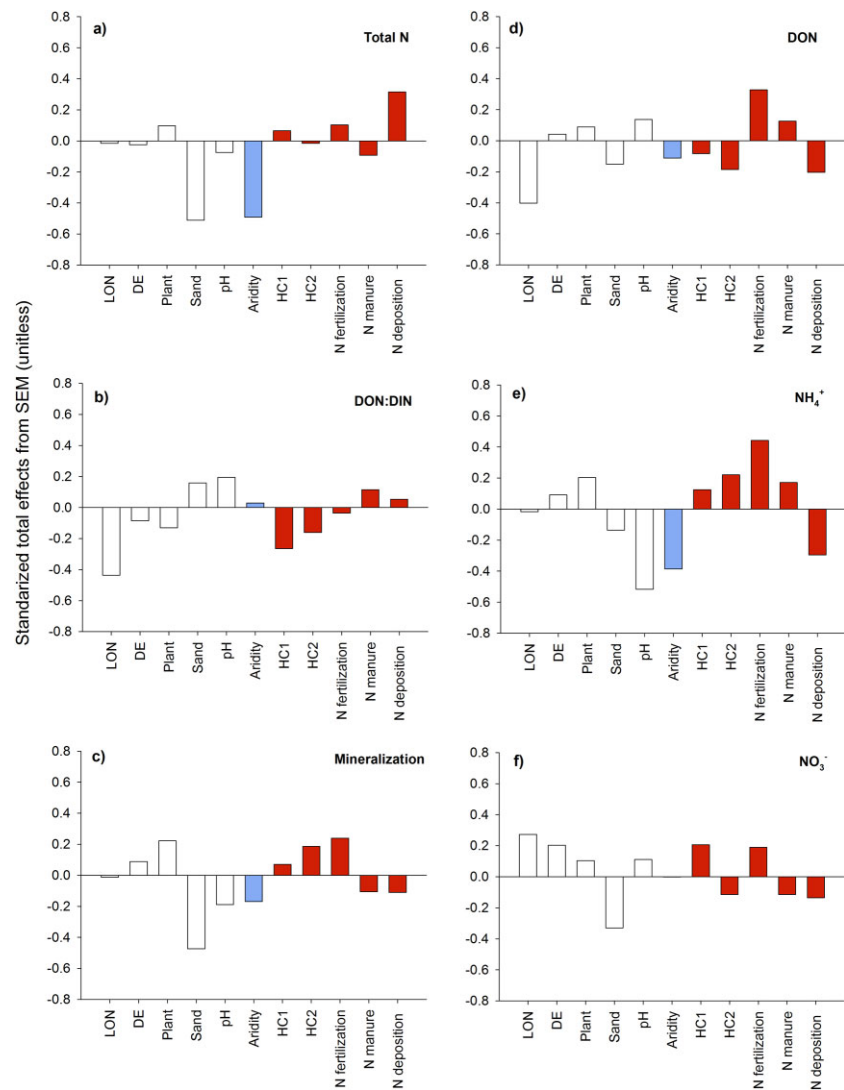 Standarized total effects from SEM (unitless)
a)
Total N
0.8
0.6
0.4
0.2
0.0
-0.2
-0.4
-0.6
-0.8
LON
DE
Plant
Sand
pH
Aridity
HC1
HC2
N fertilization
N manure
N deposition
d)
DON
0.8
0.6
0.4
0.2
0.0
-0.2
-0.4
-0.6
-0.8
LON
DE
Plant
Sand
pH
Aridity
HC1
HC2
N fertilization
N manure
N deposition
b)
DON:DIN
0.8
0.6
0.4
0.2
0.0
-0.2
-0.4
-0.6
-0.8
LON
DE
Plant
Sand
pH
Aridity
HC1
HC2
N fertilization
N manure
N deposition
e)
NH₄⁺
0.8
0.6
0.4
0.2
0.0
-0.2
-0.4
-0.6
-0.8
LON
DE
Plant
Sand
pH
Aridity
HC1
HC2
N fertilization
N manure
N deposition
c)
Mineralization
0.8
0.6
0.4
0.2
0.0
-0.2
-0.4
-0.6
-0.8
LON
DE
Plant
Sand
pH
Aridity
HC1
HC2
N fertilization
N manure
N deposition
f)
NO₃⁻
0.8
0.6
0.4
0.2
0.0
-0.2
-0.4
-0.6
-0.8
LON
DE
Plant
Sand
pH
Aridity
HC1
HC2
N fertilization
N manure
N deposition